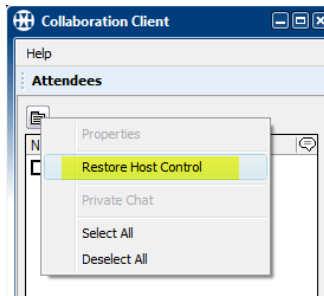 Collaboration Client
Help
Attendees
N
Properties
Restore Host Control
Private Chat
Select All
Deselect All